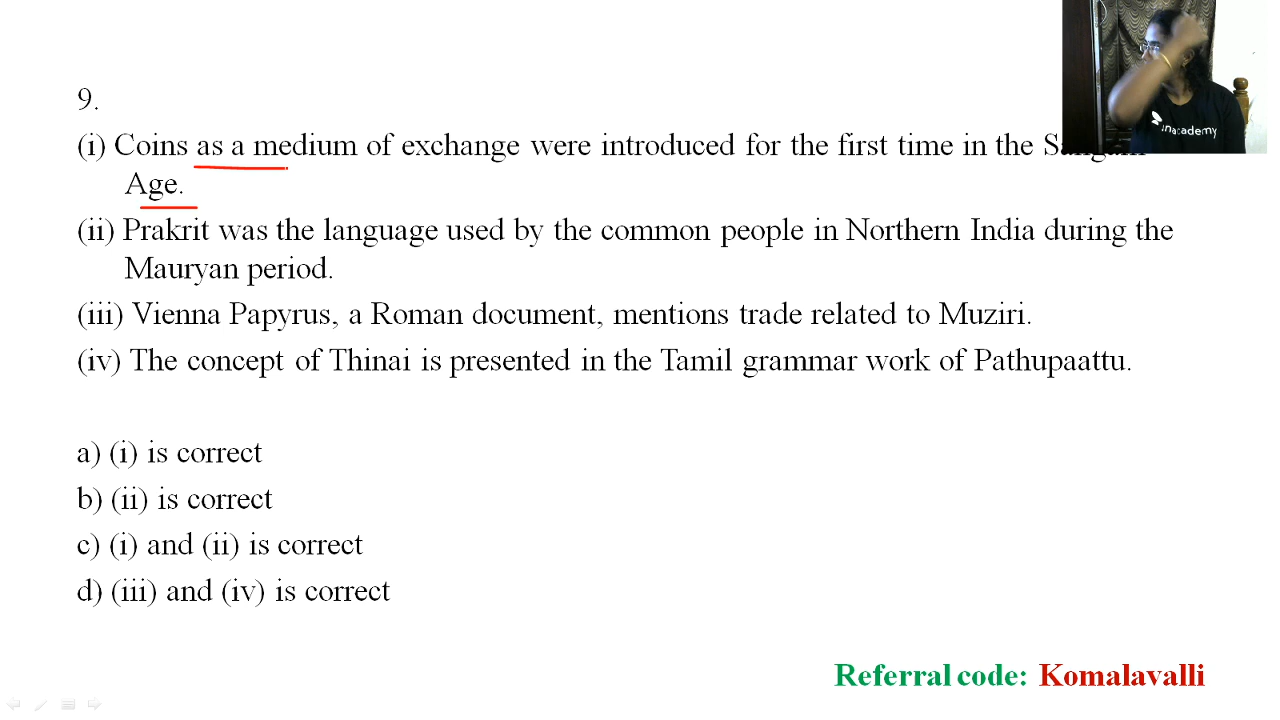 9.
(i) Coins as a medium of exchange were introduced for the first time in the
Age.
(ii) Prakrit was the language used by the common people in Northern India during the
Mauryan period.
(iii) Vienna Papyrus, a Roman document, mentions trade related to Muziri.
(iv) The concept of Thinai is presented in the Tamil grammar work of Pathupaattu.
a) (i) is correct
b) (ii) is correct
c) (i) and (ii) is correct
d) (iii) and (iv) is correct
Referral code: Komalavalli